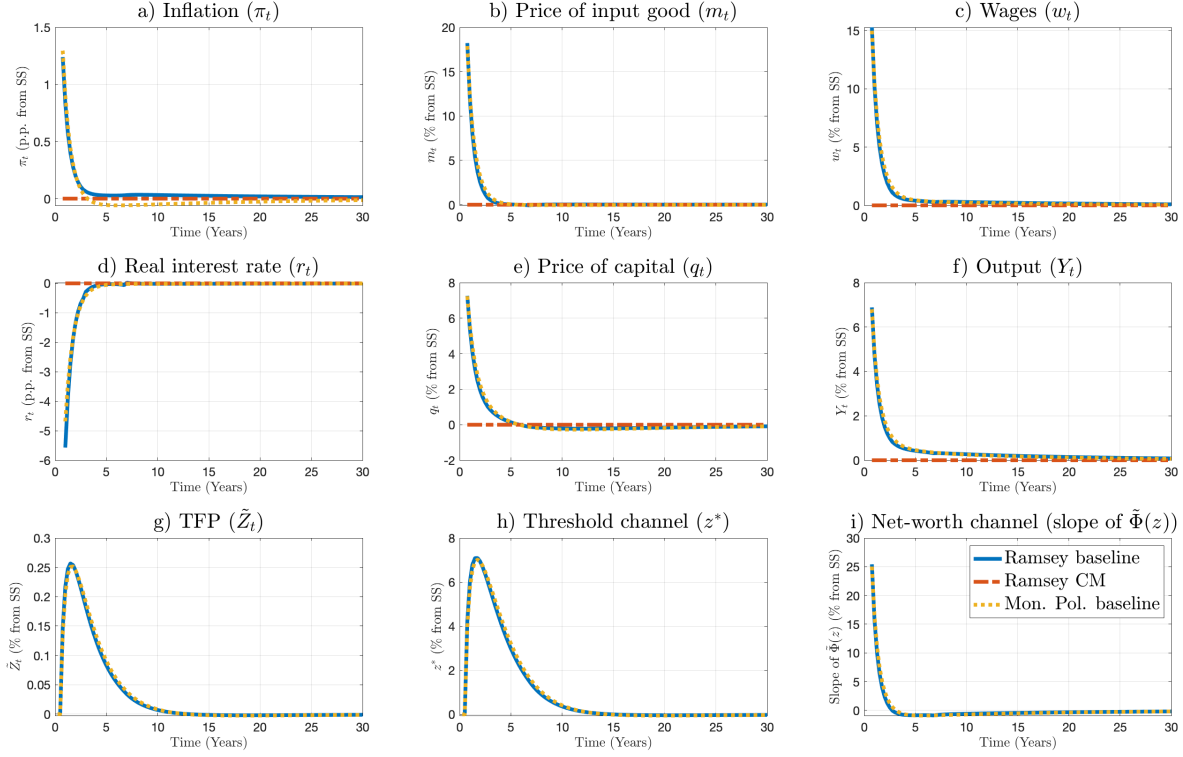 a) Inflation (π_t)
b) Price of input good (m_t)
c) Wages (w_t)
1.5
1
0.5
0
π_t (p.p. from SS)
0 5 10 15 20 25 30
Time (Years)
20
15
10
5
0
m_t (% from SS)
0 5 10 15 20 25 30
Time (Years)
15
10
5
0
w_t (% from SS)
0 5 10 15 20 25 30
Time (Years)
d) Real interest rate (r_t)
e) Price of capital (q_t)
f) Output (Y_t)
0
-1
-2
-3
-4
-5
-6
r_t (p.p. from SS)
0 5 10 15 20 25 30
Time (Years)
8
6
4
2
0
-2
q_t (% from SS)
0 5 10 15 20 25 30
Time (Years)
8
6
4
2
0
Y_t (% from SS)
0 5 10 15 20 25 30
Time (Years)
g) TFP (Z̃_t)
h) Threshold channel (z*)
i) Net-worth channel (slope of Φ̃(z))
0.3
0.25
0.2
0.15
0.1
0.05
0
Z̃_t (% from SS)
0 5 10 15 20 25 30
Time (Years)
8
6
4
2
0
z* (% from SS)
0 5 10 15 20 25 30
Time (Years)
30
25
20
15
10
5
0
Slope of Φ̃(z) (% from SS)
Ramsey baseline
Ramsey CM
Mon. Pol. baseline
0 5 10 15 20 25 30
Time (Years)